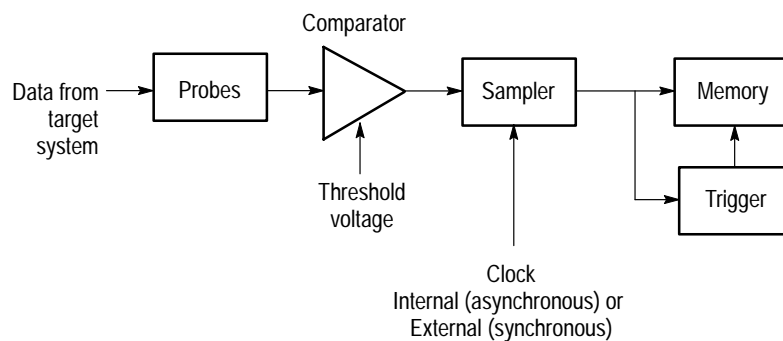 Comparator
Data from
target
system
Probes
Sampler
Memory
Threshold
voltage
Trigger
Clock
Internal (asynchronous) or
External (synchronous)